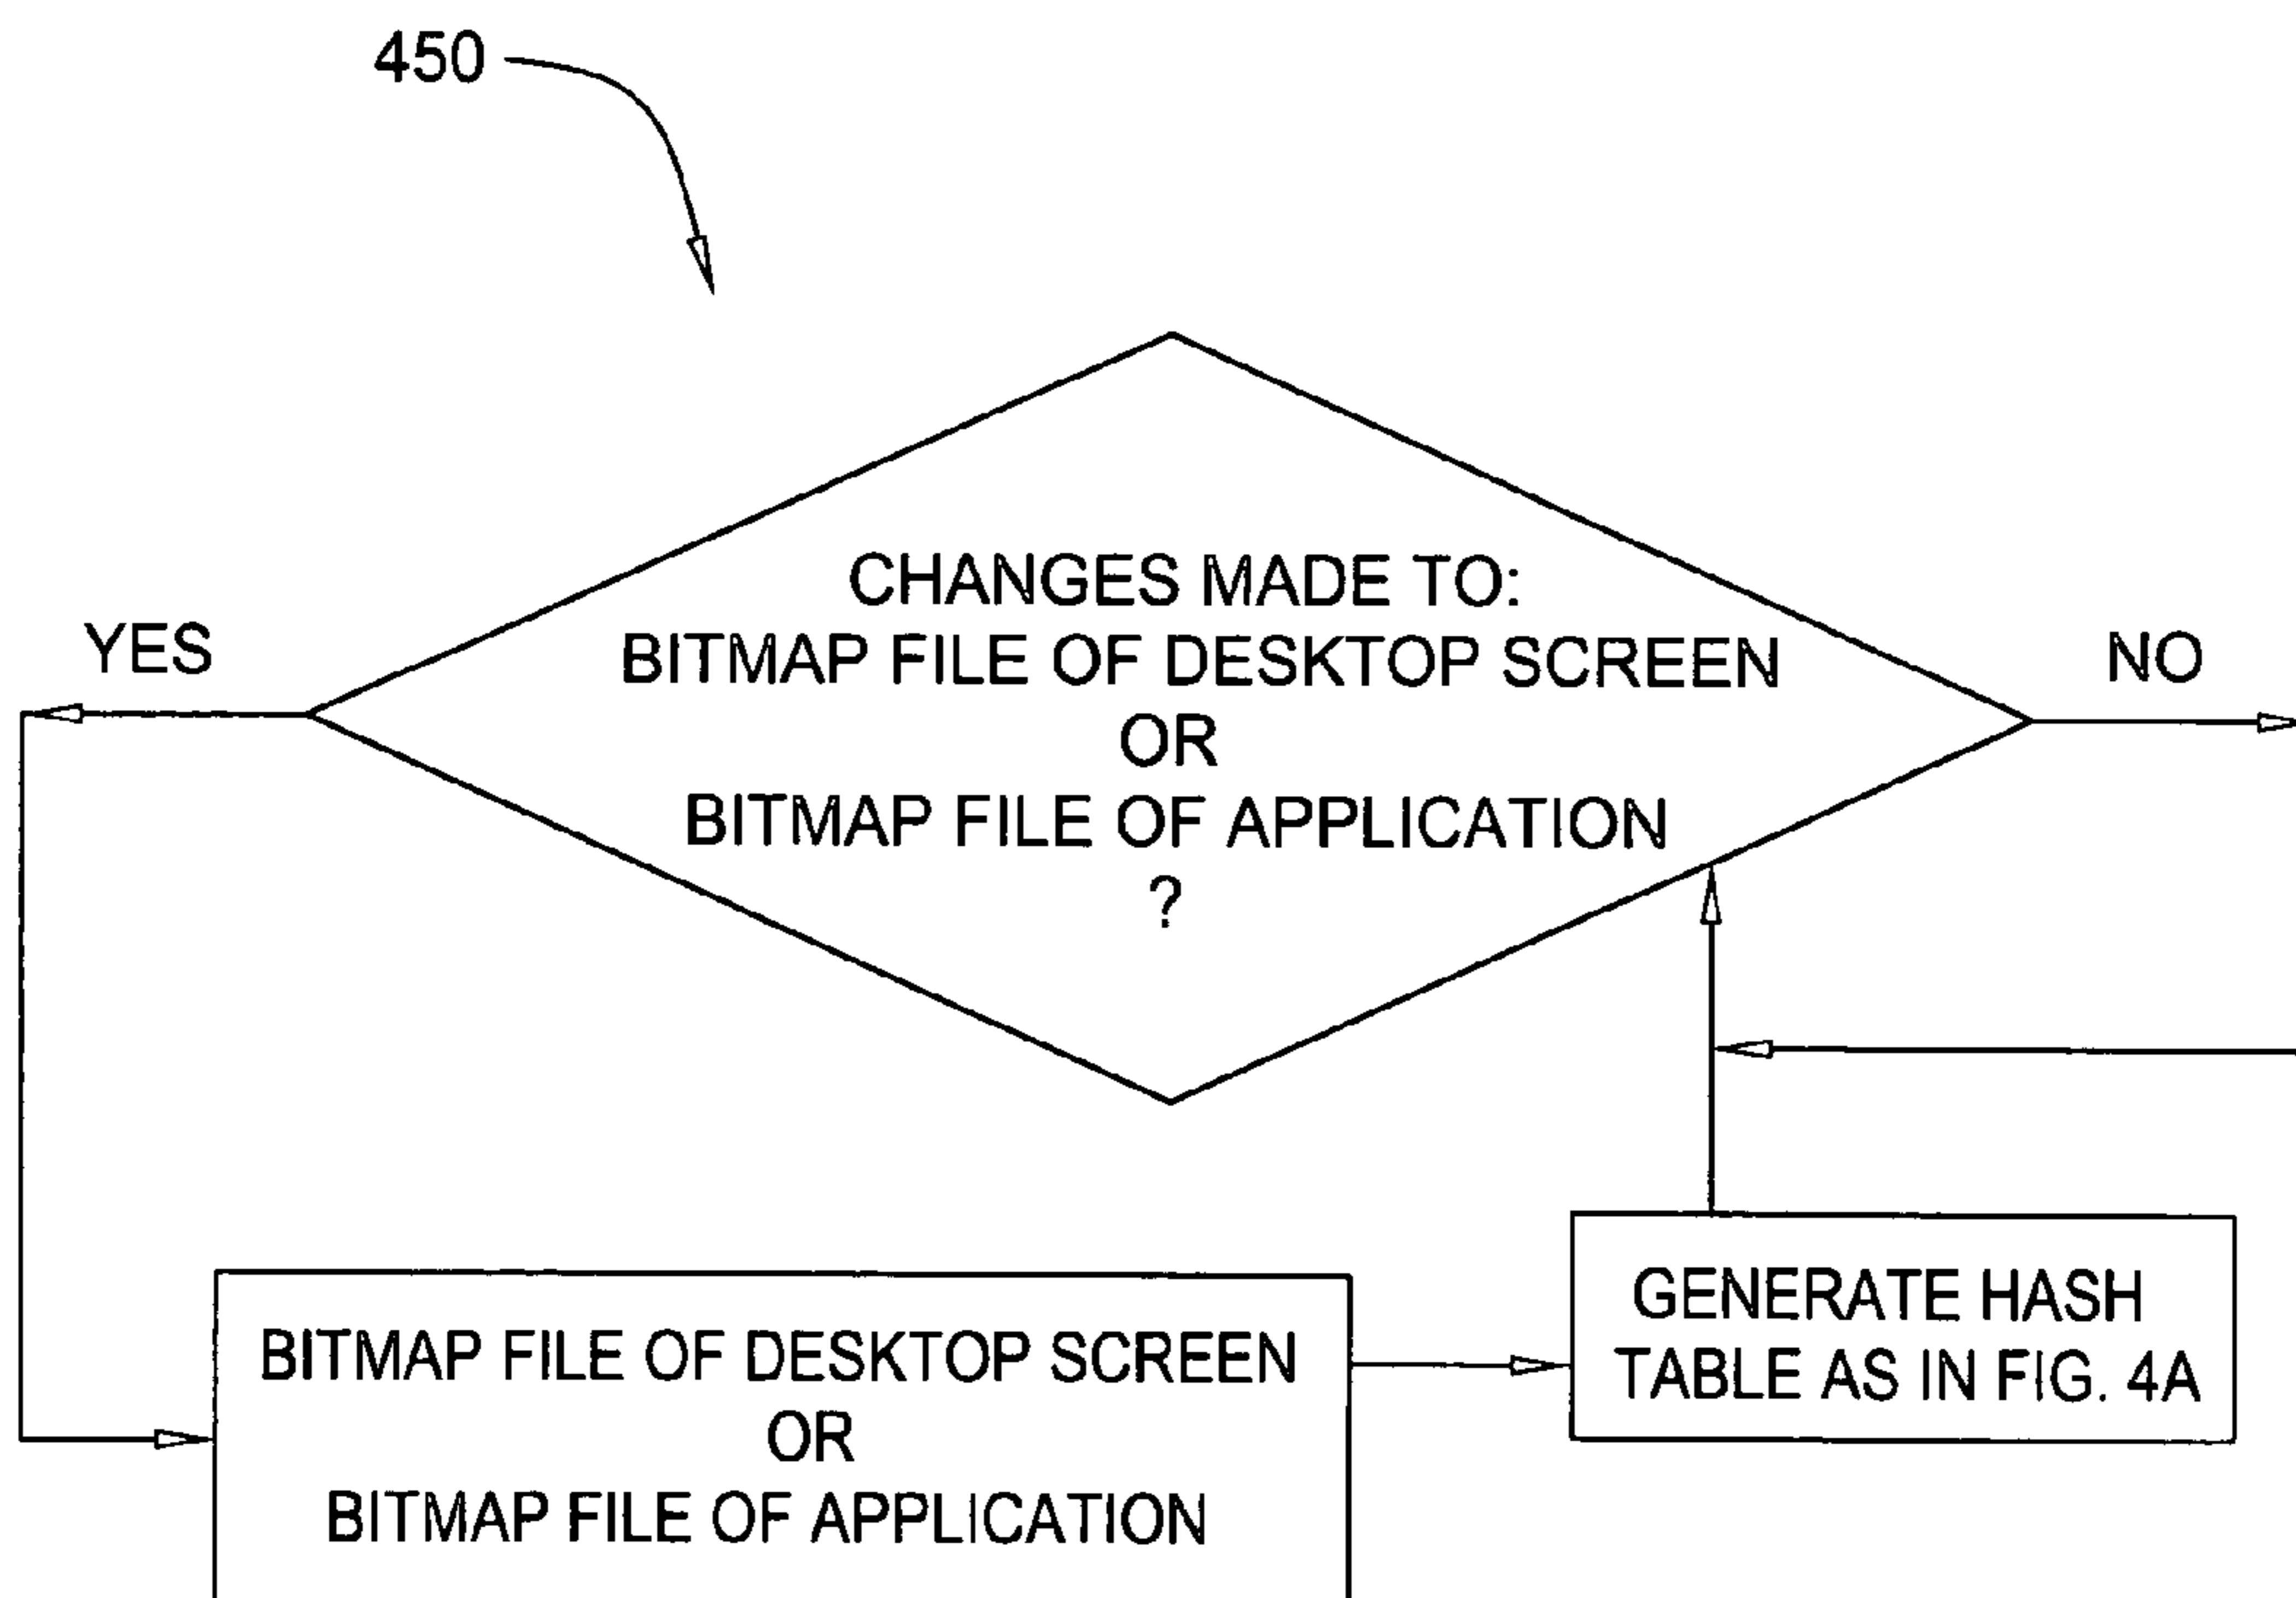 450
CHANGES MADE TO:
BITMAP FILE OF DESKTOP SCREEN
OR
BITMAP FILE OF APPLICATION
?
YES
NO
GENERATE HASH
TABLE AS IN FIG. 4A
BITMAP FILE OF DESKTOP SCREEN
OR
BITMAP FILE OF APPLICATION